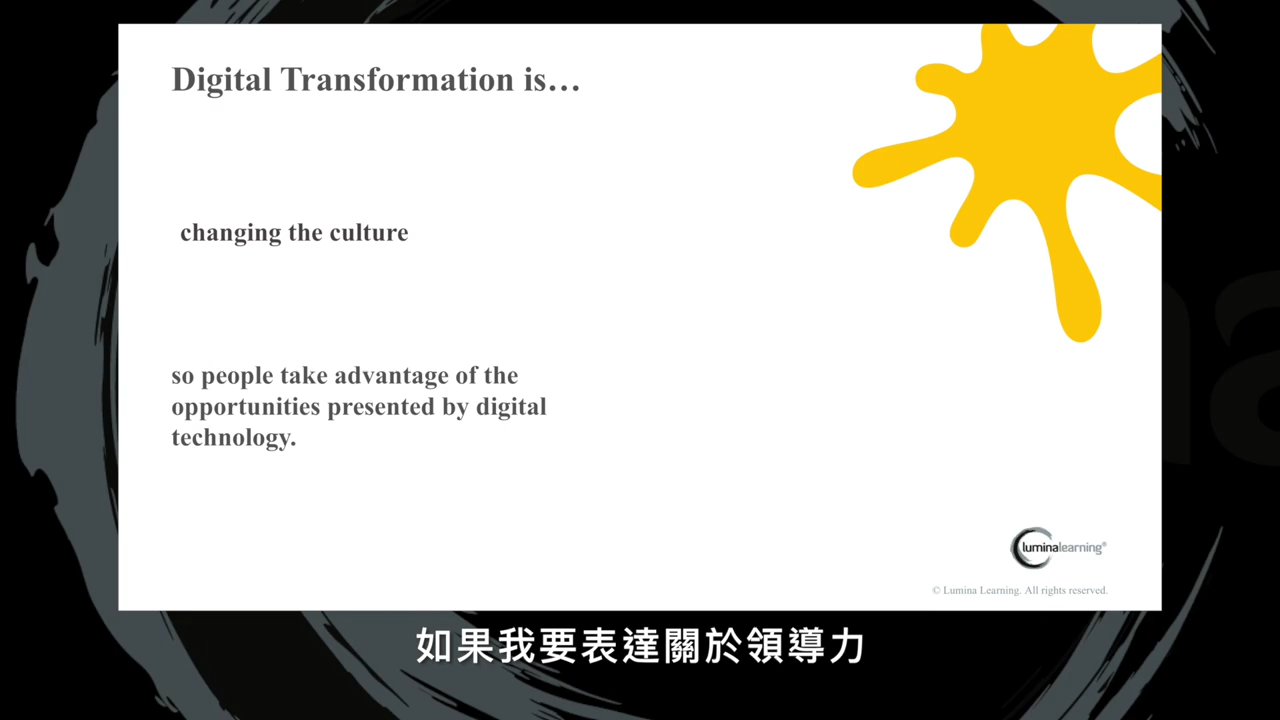 Digital Transformation is…
changing the culture
so people take advantage of the
opportunities presented by digital
technology.
luminalearning®
© Lumina Learning. All rights reserved.
如果我要表達關於領導力